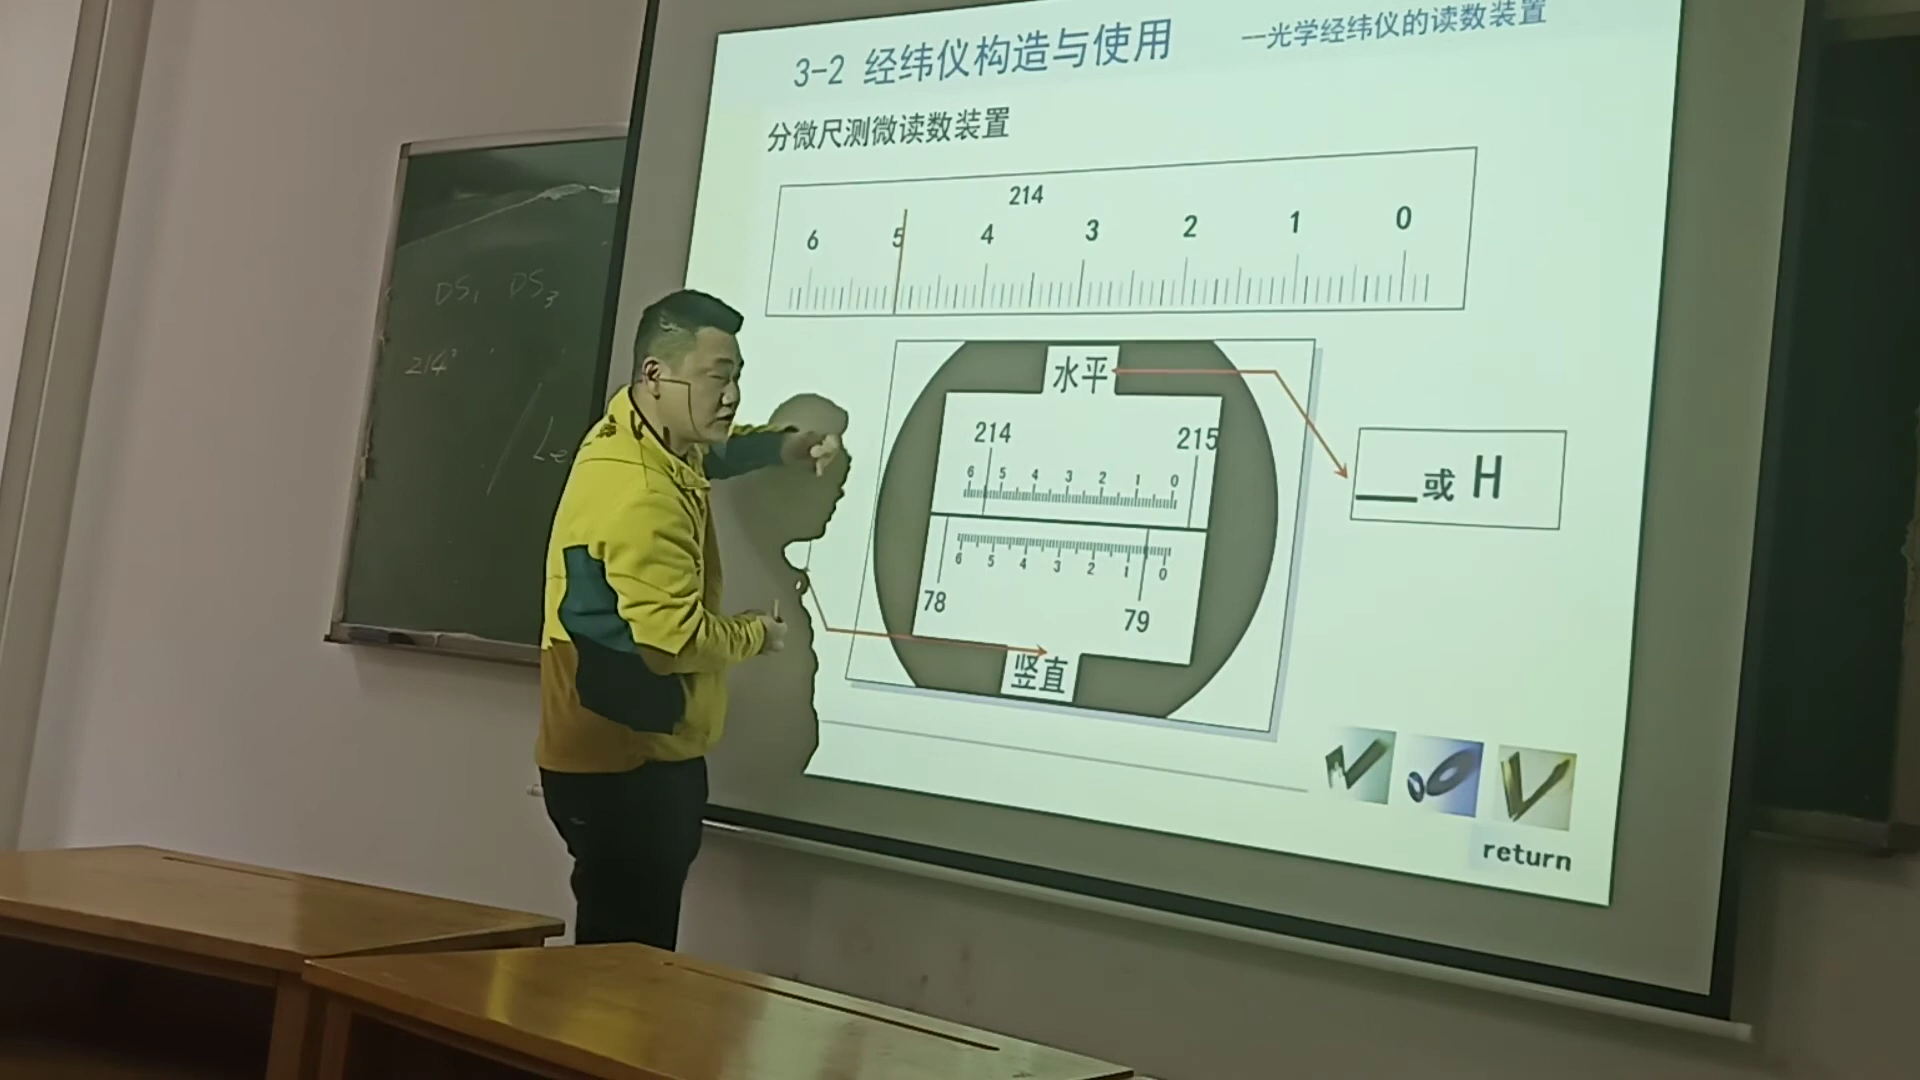 3-2 经纬仪构造与使用 —光学经纬仪的读数装置
分微尺测微读数装置
214
6 5 4 3 2 1 0
水平
214 215
6 5 4 3 2 1 0
6 5 4 3 2 1 0
78 79
竖直
__或 H
return
DS₁ DS₃
214°
Le